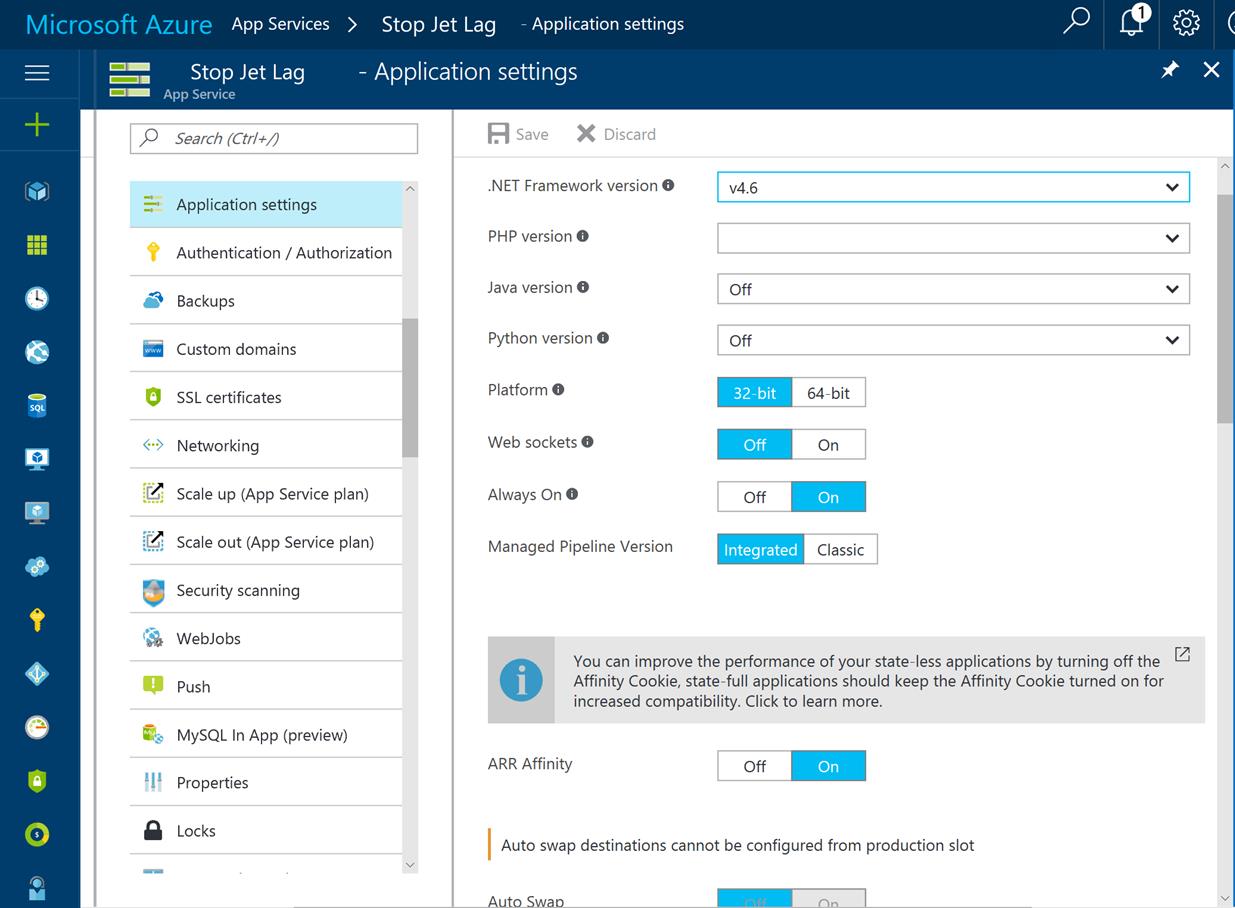 Microsoft Azure App Services > Stop Jet Lag - Application settings 1
Stop Jet Lag - Application settings
App Service
Search (Ctrl+/)
Application settings
Authentication / Authorization
Backups
Custom domains
www
SSL certificates
Networking
Scale up (App Service plan)
Scale out (App Service plan)
Security scanning
WebJobs
Push
MySQL In App (preview)
Properties
Locks
SQL
Save Discard
.NET Framework version v4.6
PHP version
Java version Off
Python version Off
Platform 32-bit 64-bit
Web sockets Off On
Always On Off On
Managed Pipeline Version Integrated Classic
You can improve the performance of your state-less applications by turning off the
Affinity Cookie, state-full applications should keep the Affinity Cookie turned on for
increased compatibility. Click to learn more.
ARR Affinity Off On
Auto swap destinations cannot be configured from production slot
Auto Swap Off On